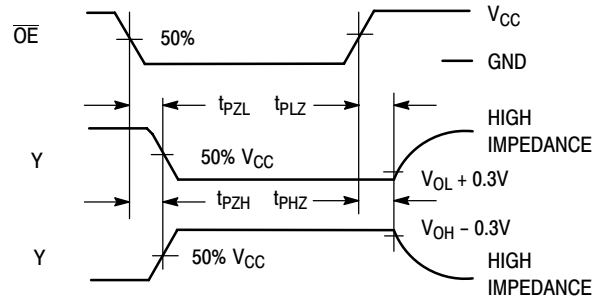 OE
50%
VCC
GND
tPZL
tPLZ
HIGH
IMPEDANCE
Y
50% VCC
VOL + 0.3V
tPZH
tPHZ
VOH − 0.3V
Y
50% VCC
HIGH
IMPEDANCE